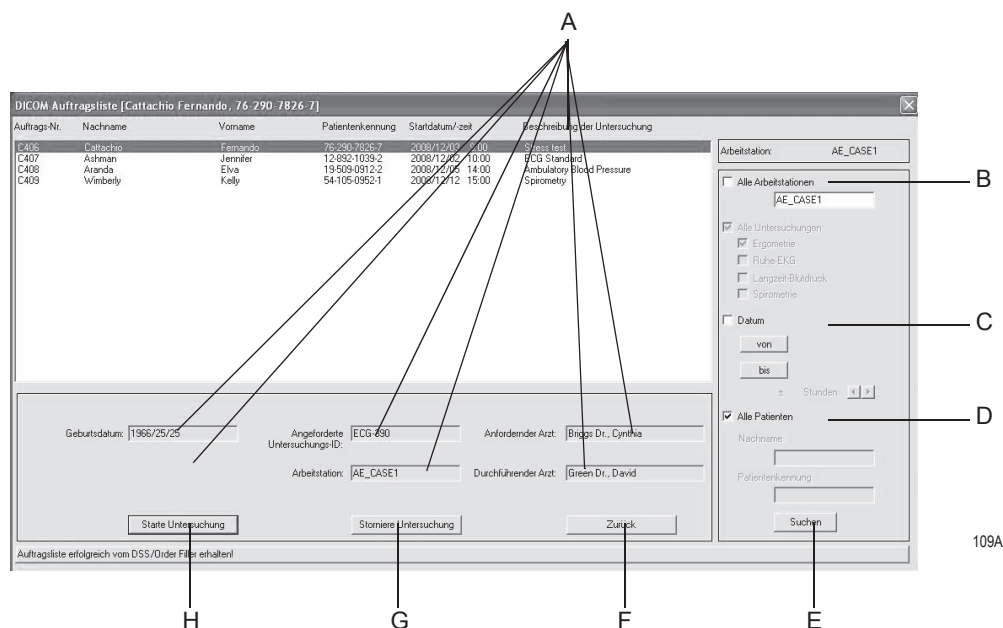 A
DICOM Auftragsliste [Cattachio Fernando, 76-290-7826-7]
Auftrags-Nr. Nachname Vorname Patientenkennung Startdatum/-zeit Beschreibung der Untersuchung
C406 Cattachio Fernando 76-290-7826-7 2008/12/03 9:00 Stress test
C407 Ashman Jennifer 12-892-1039-2 2008/12/02 10:00 ECG Standard
C408 Aranda Elva 19-509-0912-2 2008/12/05 14:00 Ambulatory Blood Pressure
C409 Wimberly Kelly 54-105-0952-1 2008/12/12 15:00 Spirometry
Arbeitstation: AE_CASE1
Alle Arbeitstationen
B
AE_CASE1
Alle Untersuchungen
Ergometrie
Ruhe-EKG
Langzeit-Blutdruck
Spirometrie
Datum
C
von
bis
± Stunden
Alle Patienten
D
Nachname
Patientenkennung
Suchen
Geburtsdatum: 1966/25/25
Angeforderte Untersuchungs-ID: ECG-890
Anfordernder Arzt: Briggs Dr., Cynthia
Arbeitstation: AE_CASE1
Durchführender Arzt: Green Dr., David
Starte Untersuchung
Storniere Untersuchung
Zurück
Auftragsliste erfolgreich vom DSS/Order Filler erhalten!
109A
H
G
F
E